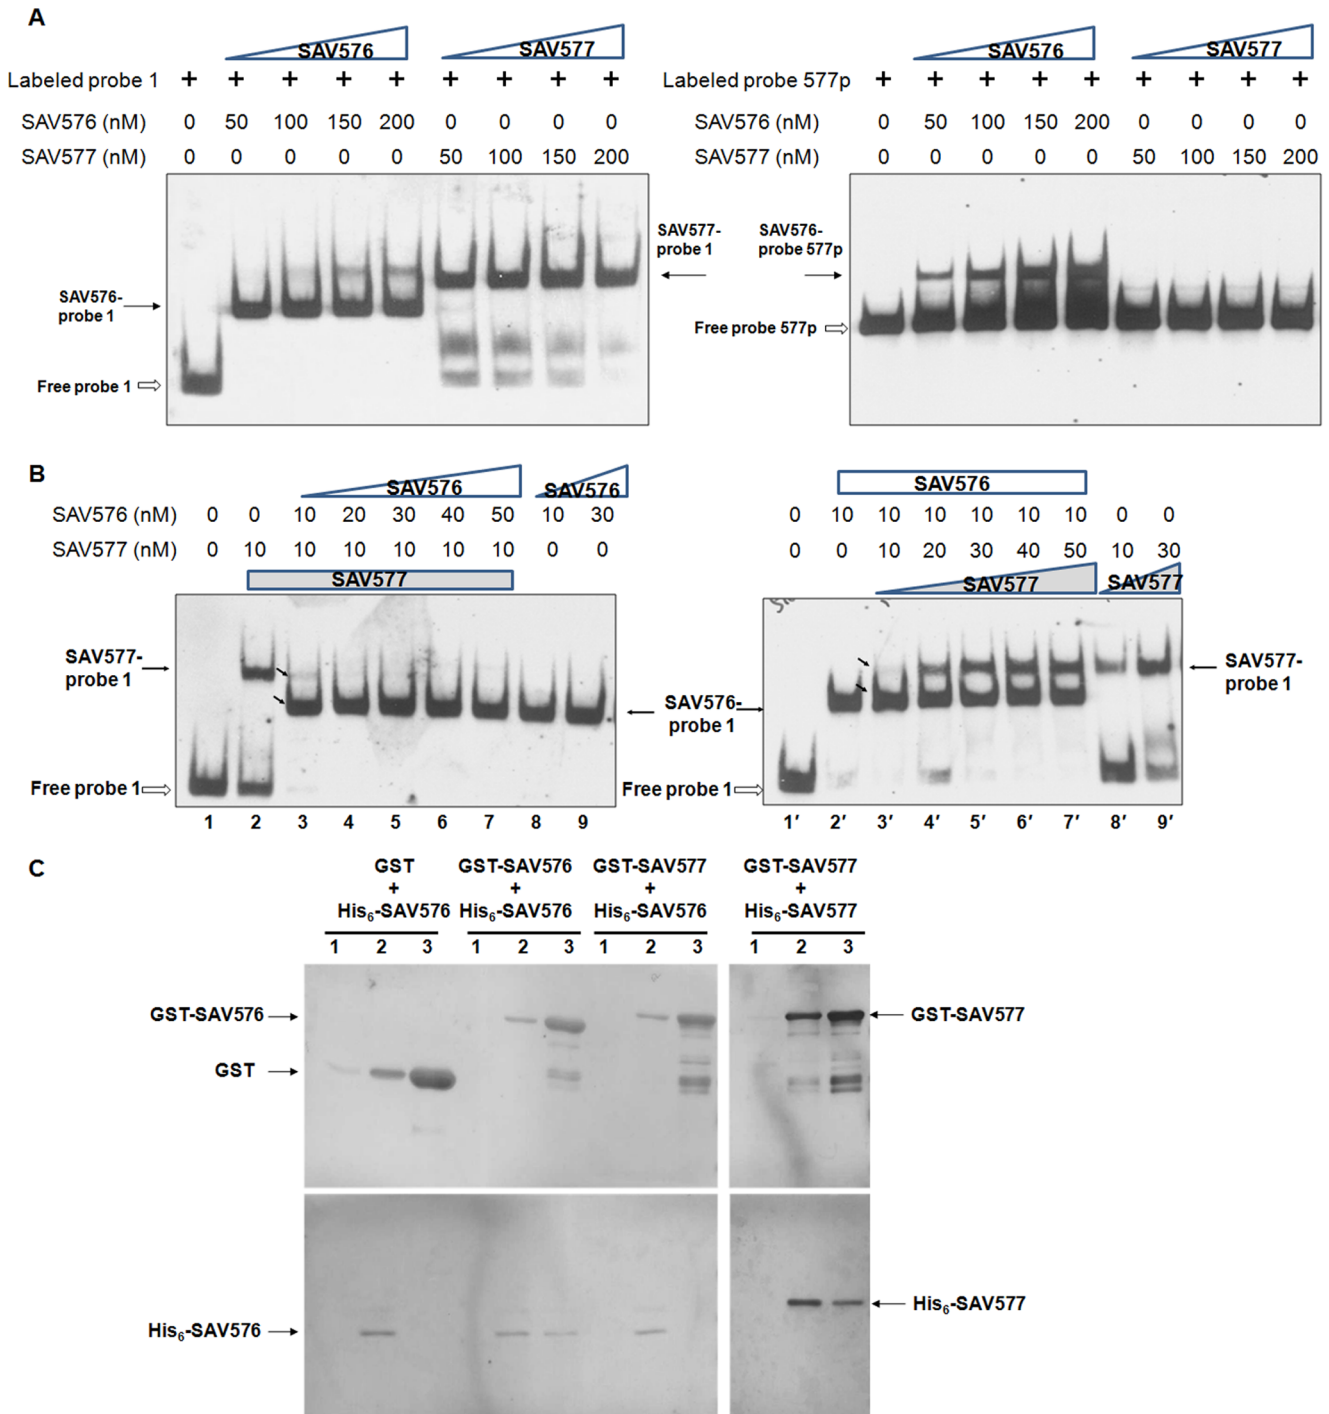 A
SAV576 SAV577 SAV576 SAV577
Labeled probe 1 + + + + + + + + + Labeled probe 577p + + + + + + + + +
SAV576 (nM) 0 50 100 150 200 0 0 0 0 SAV576 (nM) 0 50 100 150 200 0 0 0 0
SAV577 (nM) 0 0 0 0 0 50 100 150 200 SAV577 (nM) 0 0 0 0 0 50 100 150 200
SAV577- SAV576-
probe 1 probe 577p
SAV576-
probe 1
Free probe 577p
Free probe 1
B
SAV576 SAV576 SAV576
SAV576 (nM) 0 0 10 20 30 40 50 10 30 0 10 10 10 10 10 10 0 0
SAV577 (nM) 0 10 10 10 10 10 10 0 0 0 0 10 20 30 40 50 10 30
SAV577 SAV577 SAV577
SAV577- SAV577-
probe 1 probe 1
SAV576-
probe 1
Free probe 1 Free probe 1
1 2 3 4 5 6 7 8 9 1′ 2′ 3′ 4′ 5′ 6′ 7′ 8′ 9′
C
GST GST-SAV576 GST-SAV577 GST-SAV577
+ + + +
His6-SAV576 His6-SAV576 His6-SAV576 His6-SAV577
1 2 3 1 2 3 1 2 3 1 2 3
GST-SAV576 GST-SAV577
GST
His6-SAV577
His6-SAV576